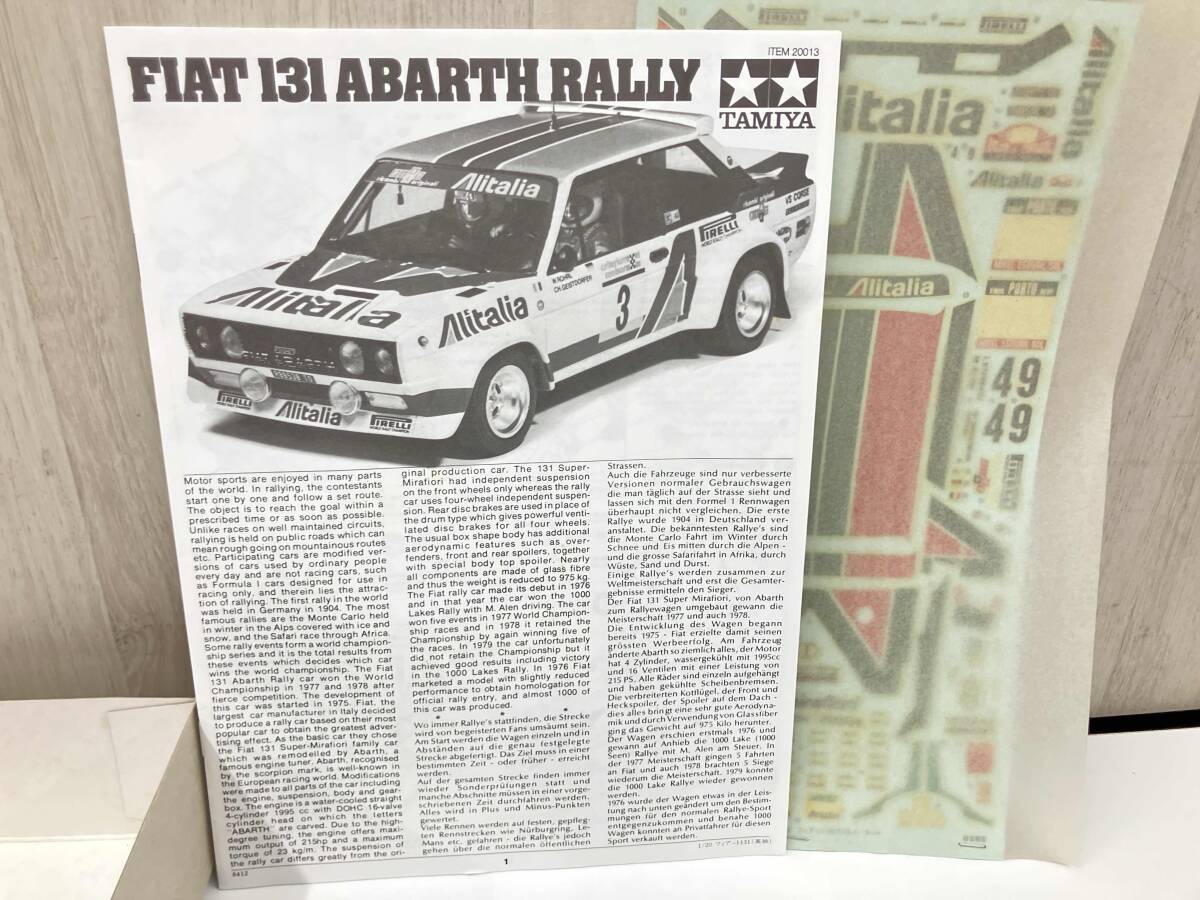 ITEM 20013
FIAT 131 ABARTH RALLY
TAMIYA
Alitalia
Alitalia
Alitalia
Alitalia
PIRELLI
PIRELLI
PIRELLI
VS CORSE
W. RÖHRL
CH. GEISTDÖRFER
3
Motor sports are enjoyed in many parts
of the world. In rallying, the contestants
start one by one and follow a set route.
The object is to reach the goal within a
prescribed time or as soon as possible.
Unlike races on well maintained circuits,
rallying is held on public roads which can
mean rough going on mountainous routes
etc. Participating cars are modified ver-
sions of cars used by ordinary people
every day and are not racing cars, such
as Formula I cars designed for use in
racing only, and therein lies the attrac-
tion of rallying. The first rally in the world
was held in Germany in 1904. The most
famous rallies are the Monte Carlo held
in winter in the Alps covered with ice and
snow, and the Safari race through Africa.
Some rally events form a world champion-
ship series and it is the total results from
these events which decides which car
wins the world championship. The Fiat
131 Abarth Rally car won the World
Championship in 1977 and 1978 after
fierce competition. The development of
this car was started in 1975. Fiat, the
largest car manufacturer in Italy decided
to produce a rally car based on their most
popular car to obtain the greatest adver-
tising effect. As the basic car they chose
the Fiat 131 Super-Mirafiori family car
which was remodelled by Abarth, a
famous engine tuner. Abarth, recognised
by the scorpion mark, is well-known in
the European racing world. Modifications
were made to all parts of the car including
the engine, suspension, body and gear-
box. The engine is a water-cooled straight
4-cylinder 1995 cc with DOHC 16-valve
cylinder, head on which the letters
"ABARTH" are carved. Due to the high-
degree tuning, the engine offers maxi-
mum output of 215hp and a maximum
torque of 23 kg/m. The suspension of
the rally car differs greatly from the ori-
8412
ginal production car. The 131 Super-
Mirafiori had independent suspension
on the front wheels only whereas the rally
car uses four-wheel independent suspen-
sion. Rear disc brakes are used in place of
the drum type which gives powerful venti-
lated disc brakes for all four wheels.
The usual box shape body has additional
aerodynamic features such as over-
fenders, front and rear spoilers, together
with special body top spoiler. Nearly
all components are made of glass fibre
and thus the weight is reduced to 975 kg.
The Fiat rally car made its debut in 1976
and in that year the car won the 1000
Lakes Rally with M. Alen driving. The car
won five events in 1977 World Champion-
ship races and in 1978 it retained the
Championship by again winning five of
the races. In 1979 the car unfortunately
did not retain the Championship but it
achieved good results including victory
in the 1000 Lakes Rally. In 1976 Fiat
marketed a model with slightly reduced
performance to obtain homologation for
official rally entry, and almost 1000 of
this car was produced.
* * *
Wo immer Rallye's stattfinden, die Strecke
wird von begeisterten Fans umsäumt sein.
Am Start werden die Wagen einzeln und in
Abständen auf die genau festgelegte
Strecke abgefertigt. Das Ziel muss in einer
bestimmten Zeit - oder früher - erreicht
werden.
Auf der gesamten Strecke finden immer
wieder Sonderprüfungen statt und
manche Abschnitte müssen in einer vorge-
schriebenen Zeit durchfahren werden.
Alles wird in Plus und Minus-Punkten
gewertet.
Viele Rennen werden auf festen, gepfleg-
ten Rennstrecken wie Nürburgring, Le-
Mans etc. gefahren - die Rallye's jedoch
gehen über die normalen öffentlichen
1
Strassen.
Auch die Fahrzeuge sind nur verbesserte
Versionen normaler Gebrauchswagen
die man täglich auf der Strasse sieht und
lassen sich mit den Formel 1 Rennwagen
überhaupt nicht vergleichen. Die erste
Rallye wurde 1904 in Deutschland ver-
anstaltet. Die bekanntesten Rallye's sind
die Monte Carlo Fahrt im Winter durch
Schnee und Eis mitten durch die Alpen -
und die grosse Safarifahrt in Afrika, durch
Wüste, Sand und Durst.
Einige Rallye's werden zusammen zur
Weltmeisterschaft und erst die Gesamter-
gebnisse ermitteln den Sieger.
Der Fiat 131 Super Mirafiori, von Abarth
zum Rallyewagen umgebaut gewann die
Meisterschaft 1977 und auch 1978.
Die Entwicklung des Wagen begann
bereits 1975 - Fiat erzielte damit seinen
grössten Werbeerfolg. Am Fahrzeug
änderte Abarth so ziemlich alles, der Motor
hat 4 Zylinder, wassergekühlt mit 1995cc
und 16 Ventilen mit einer Leistung von
215 PS. Alle Räder sind einzeln aufgehängt
und haben gekühlte Scheibenbremsen.
Die verbreiterten Kotflügel, der Front und
Heckspoiler, der Spoiler auf dem Dach -
dies alles bringt eine sehr gute Aerodyna-
mik und durch Verwendung von Glassfiber
ging das Gewicht auf 975 Kilo herunter.
Der Wagen erschien erstmals 1976 und
gewann auf Anhieb die 1000 Lake (1000
Seen) Rallye mit M. Alen am Steuer. In
der 1977 Meisterschaft gingen 5 Fahrten
an Fiat und auch 1978 brachten 5 Siege
wiederum die Meisterschaft. 1979 konnte
die 1000 Lake Rallye wieder gewonnen
werden.
1976 wurde der Wagen etwa in der Leis-
tung nach unten geändert um den Bestim-
mungen für den normalen Rallye-Sport
entgegenzukommen und benahe 1000
Wagen konnten an Privatfahrer für diesen
Sport verkauft werden.
1/20 フィアット131(英独)
PIRELLI
Alitalia
Alitalia
Alitalia
Alitalia
PORTO
PORTO
49
49
PIRELLI